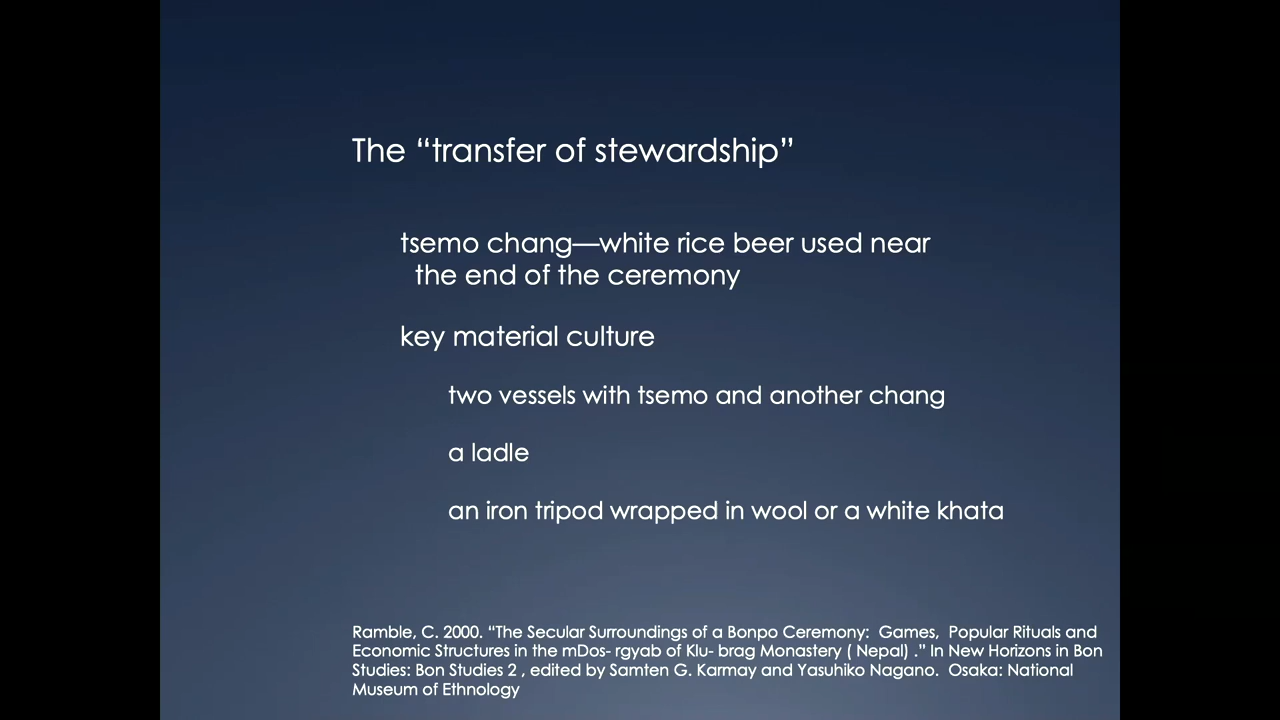 The “transfer of stewardship”
tsemo chang—white rice beer used near
the end of the ceremony
key material culture
two vessels with tsemo and another chang
a ladle
an iron tripod wrapped in wool or a white khata
Ramble, C. 2000. “The Secular Surroundings of a Bonpo Ceremony:  Games,  Popular Rituals and
Economic Structures in the mDos- rgyab of Klu- brag Monastery ( Nepal) .” In New Horizons in Bon
Studies: Bon Studies 2 , edited by Samten G. Karmay and Yasuhiko Nagano.  Osaka: National
Museum of Ethnology